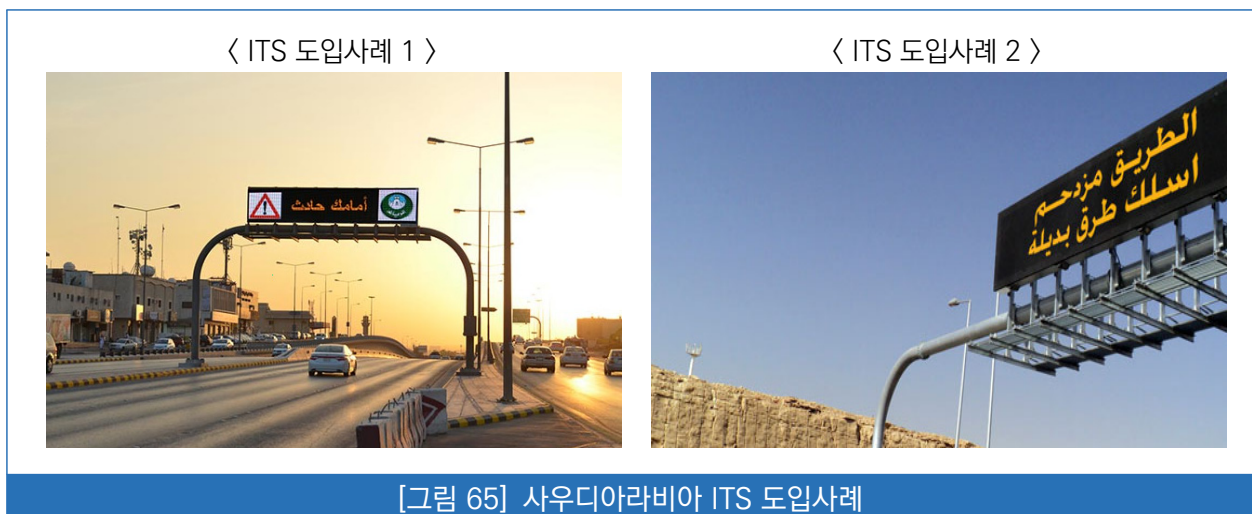 〈 ITS 도입사례 1 〉
〈 ITS 도입사례 2 〉
أمامك حادث
الطريق مزدحم
اسلك طرق بديلة
[그림 65] 사우디아라비아 ITS 도입사례